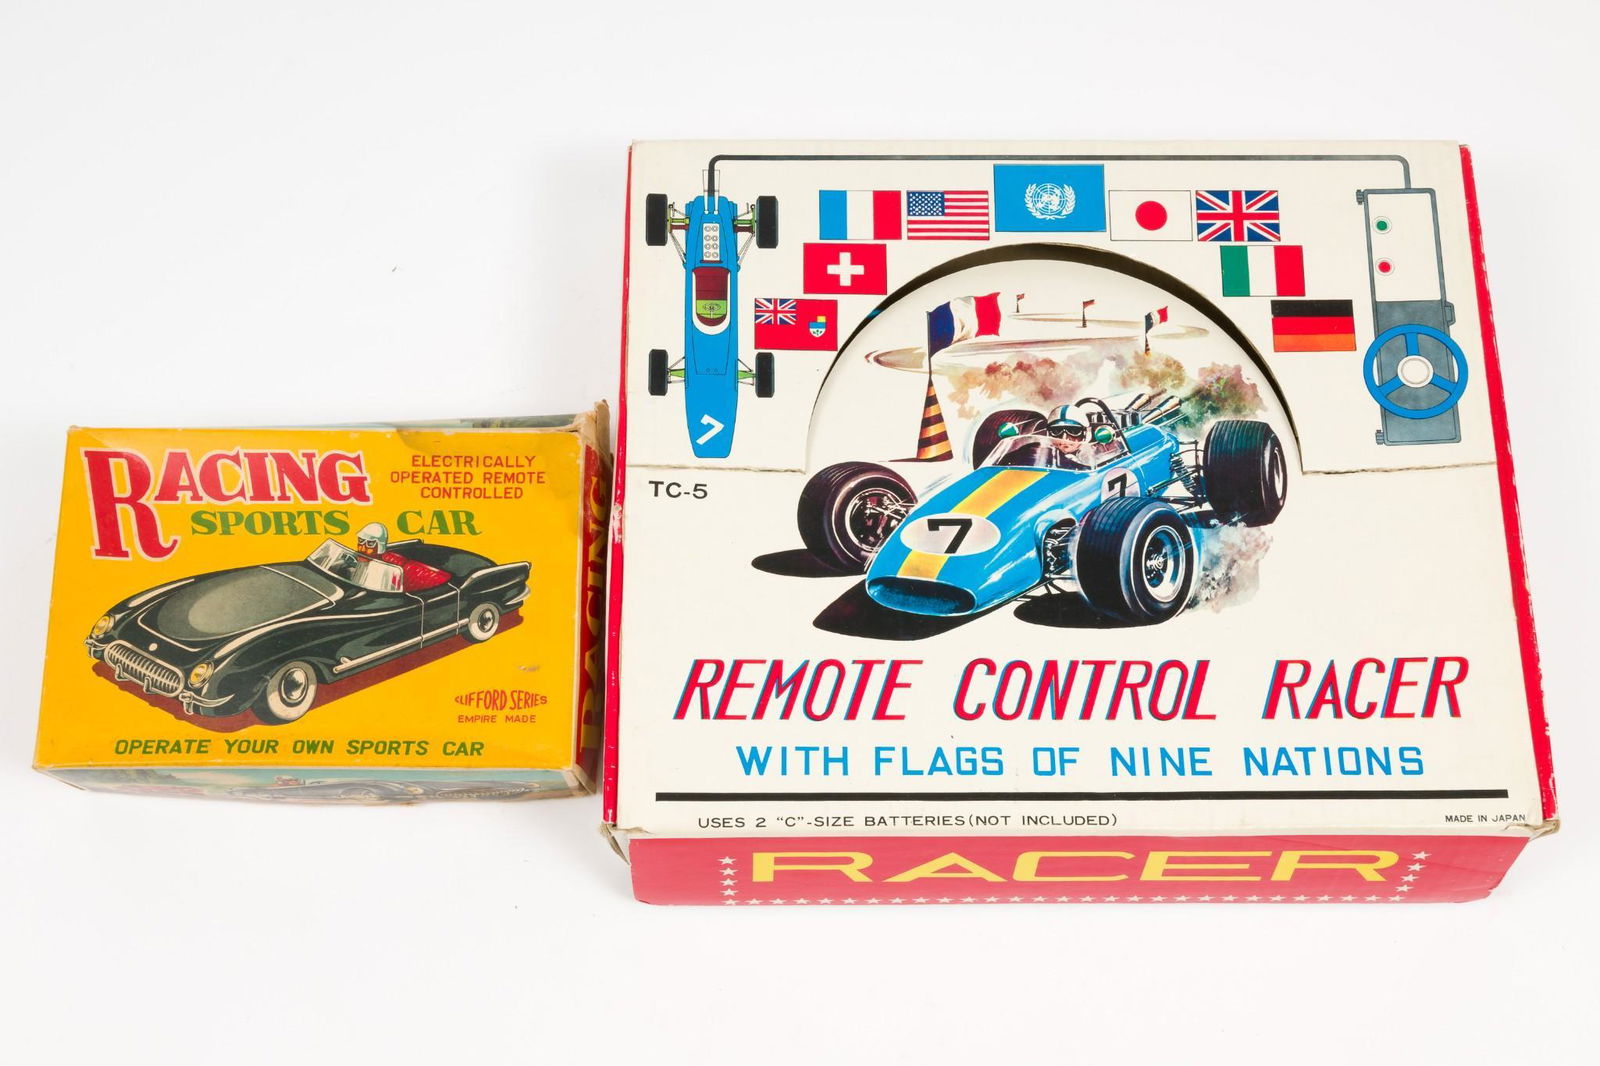 RACING
SPORTS CAR
ELECTRICALLY
OPERATED REMOTE
CONTROLLED
CLIFFORD SERIES
EMPIRE MADE
OPERATE YOUR OWN SPORTS CAR
RACING
TC-5
7
7
7
REMOTE CONTROL RACER
WITH FLAGS OF NINE NATIONS
USES 2 "C"-SIZE BATTERIES (NOT INCLUDED)
MADE IN JAPAN
RACER